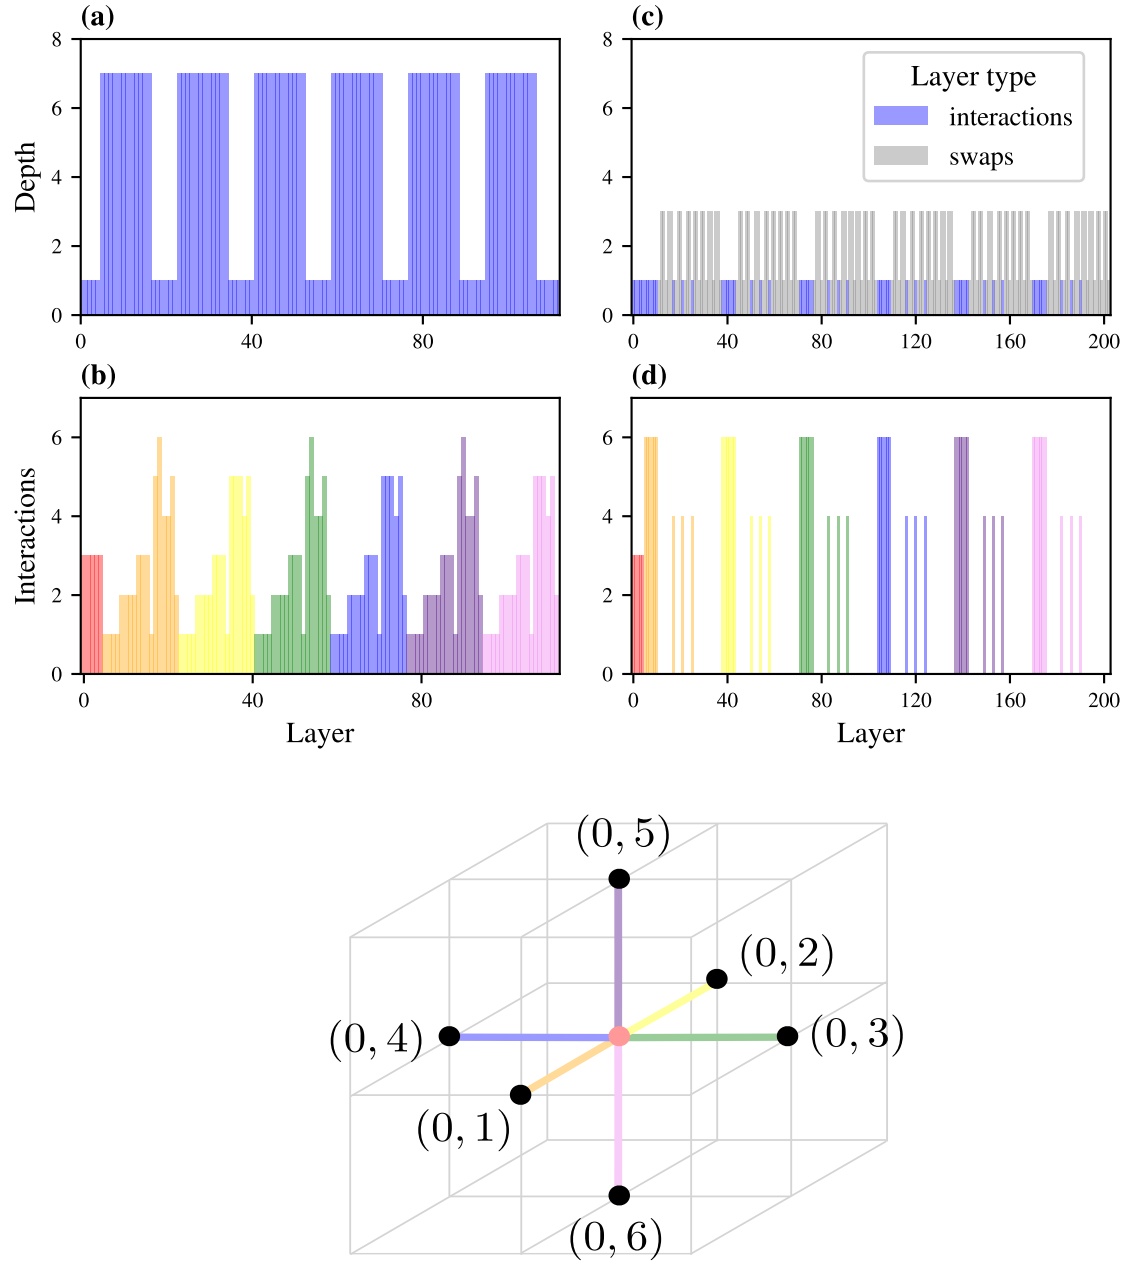 (a)
8
6
4
2
0
Depth
0 40 80
(c)
8
6
4
2
0
Layer type
interactions
swaps
0 40 80 120 160 200
(b)
6
4
2
0
Interactions
0 40 80
Layer
(d)
6
4
2
0
0 40 80 120 160 200
Layer
(0, 5)
(0, 2)
(0, 4)
(0, 3)
(0, 1)
(0, 6)